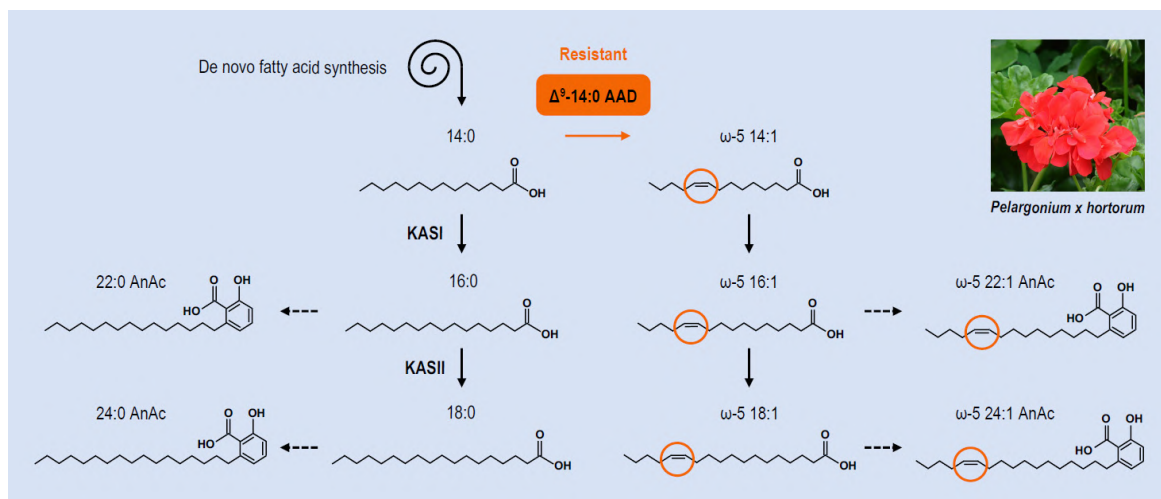 De novo fatty acid synthesis
Resistant
Δ⁹-14:0 AAD
14:0
ω-5 14:1
O
OH
O
OH
Pelargonium x hortorum
KASI
22:0 AnAc
16:0
ω-5 16:1
ω-5 22:1 AnAc
O
OH
HO
O
OH
O
OH
O
OH
HO
KASII
24:0 AnAc
18:0
ω-5 18:1
ω-5 24:1 AnAc
O
OH
HO
O
OH
O
OH
O
OH
HO